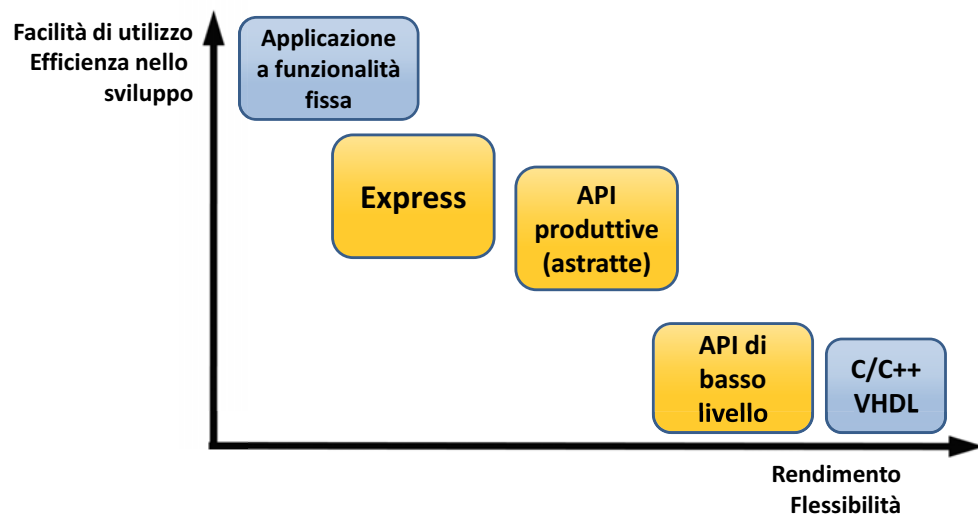 Facilità di utilizzo
Efficienza nello
sviluppo
Applicazione
a funzionalità
fissa
Express
API
produttive
(astratte)
API di
basso
livello
C/C++
VHDL
Rendimento
Flessibilità